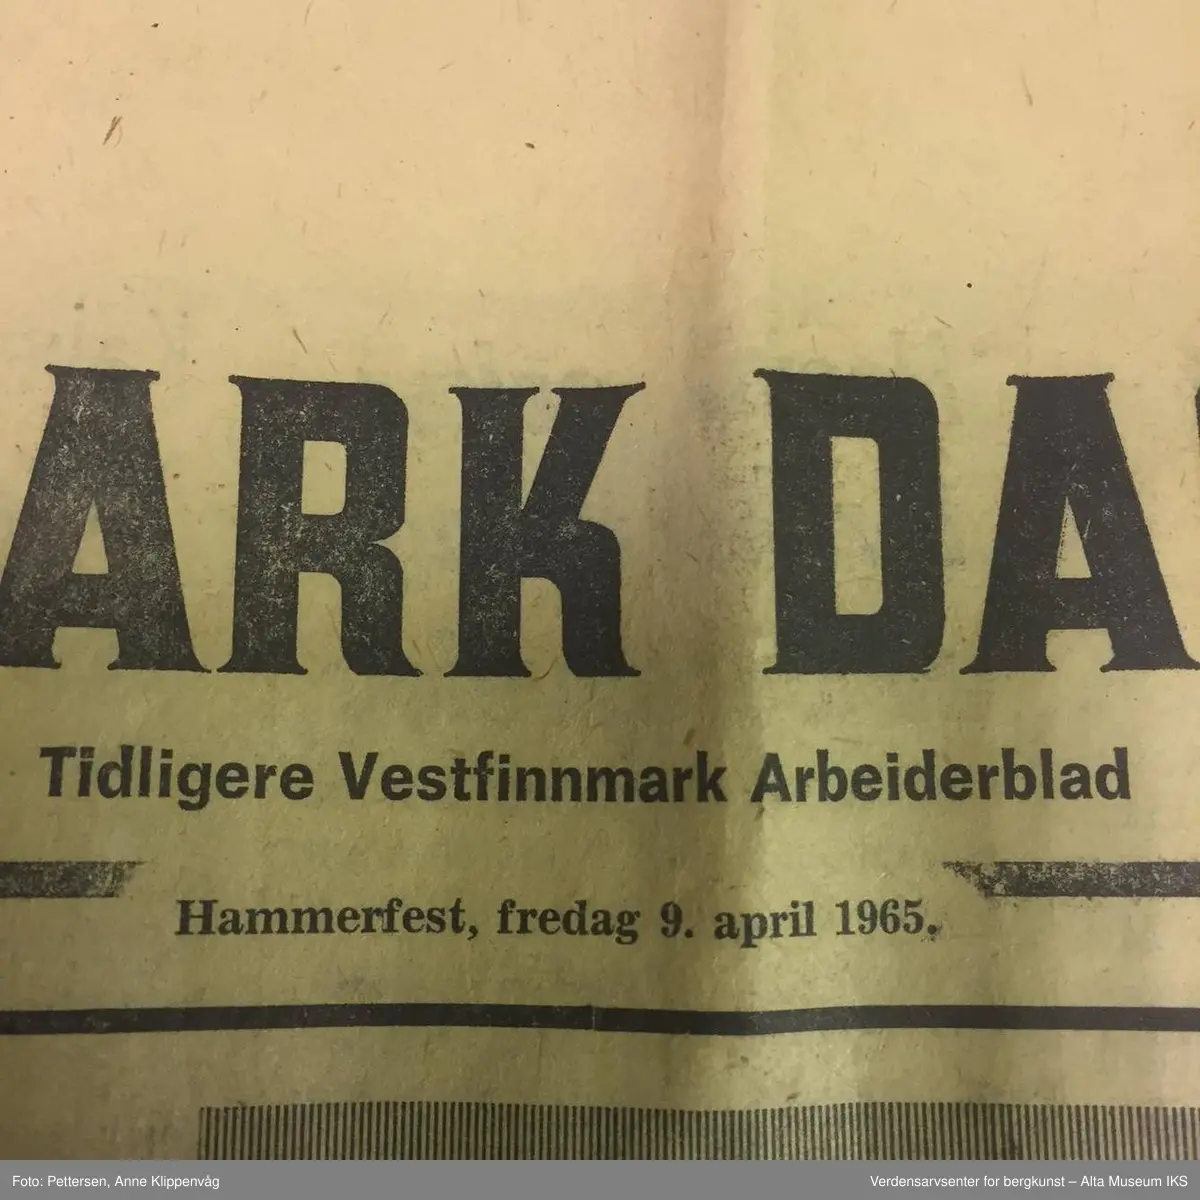 ARK DA
Tidligere Vestfinnmark Arbeiderblad
Hammerfest, fredag 9. april 1965.
Foto: Pettersen, Anne Klippenvåg
Verdensarvsenter for bergkunst – Alta Museum IKS